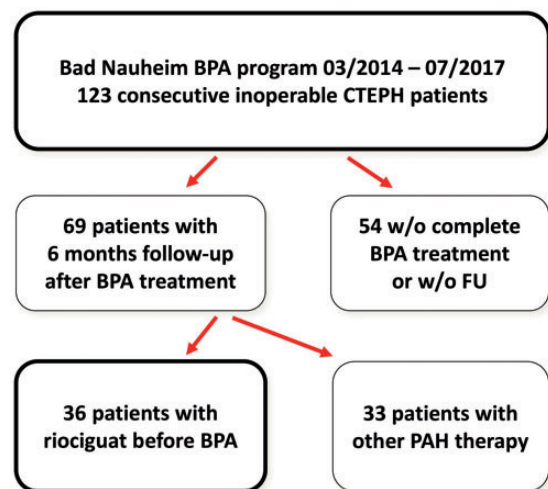 Bad Nauheim BPA program 03/2014 – 07/2017
123 consecutive inoperable CTEPH patients
69 patients with
6 months follow-up
after BPA treatment
54 w/o complete
BPA treatment
or w/o FU
36 patients with
riociguat before BPA
33 patients with
other PAH therapy